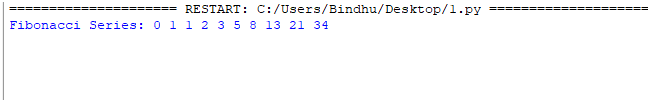 ===================== RESTART: C:/Users/Bindhu/Desktop/1.py ====================
Fibonacci Series: 0 1 1 2 3 5 8 13 21 34